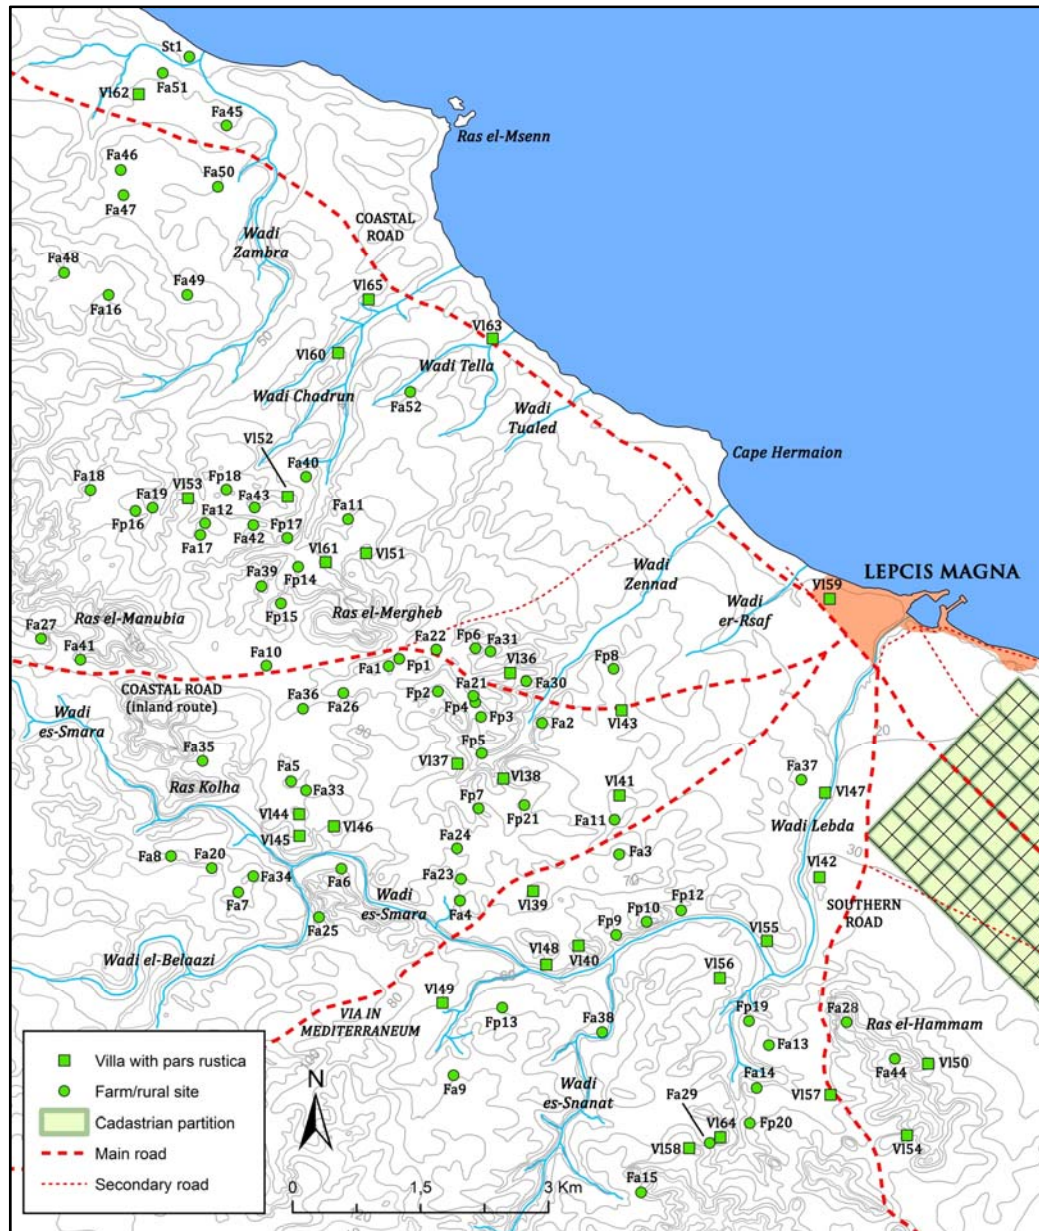 St1
Fa51
Vl62
Fa45
Ras el-Msenn
Fa46
Fa50
Fa47
COASTAL
ROAD
Wadi
Zambra
Fa48
Fa49
Fa16
Vl65
50
Vl63
Vl60
Wadi Tella
Wadi Chadrun
Fa52
Wadi
Tualed
Vl52
Cape Hermaion
Fa40
Fa18
Fp18
Vl53
Fa19
Fa43
Fa11
Fp16
Fa12
Fp17
Fa17
Fa42
Vl61
Vl51
Wadi
Zennad
Fp14
LEPCIS MAGNA
Vl59
Fa39
Wadi
er-Rsaf
Fp15
Ras el-Mergheb
Ras el-Manubia
Fa27
Fa22
Fp6
Fa31
Fa41
Fa10
Fa1
Fp1
Vl36
Fp8
Fa30
COASTAL ROAD
(inland route)
Fa36
Fa26
Fp2
Fa21
Fp4
Fp3
Fa2
Vl43
Wadi
es-Smara
90
20
Fa35
Fp5
Vl37
Fa5
Vl38
Fa37
Ras Kolha
Fa33
Vl41
Vl47
Fp7
Fp21
Vl44
Fa11
Wadi Lebda
Vl46
Vl45
Fa24
30
Fa8
Fa20
Fa3
Fa34
Fa6
Fa23
70
Vl42
Fa7
Wadi
es-Smara
Vl39
Fp12
Fa4
Fp10
SOUTHERN
ROAD
Fa25
Fp9
Vl55
Wadi el-Belaazi
Vl48
Vl40
60
Vl56
80
Vl49
VIA IN
MEDITERRANEUM
Fp13
Fa38
Fp19
Fa28
Ras el-Hammam
Fa13
Fa44
Vl50
Villa with pars rustica
Farm/rural site
Cadastrian partition
Main road
Secondary road
N
Fa9
Wadi
es-Snanat
Fa14
Fa29
Vl57
Vl64
Fp20
Vl58
Vl54
Fa15
0
1,5
3 Km